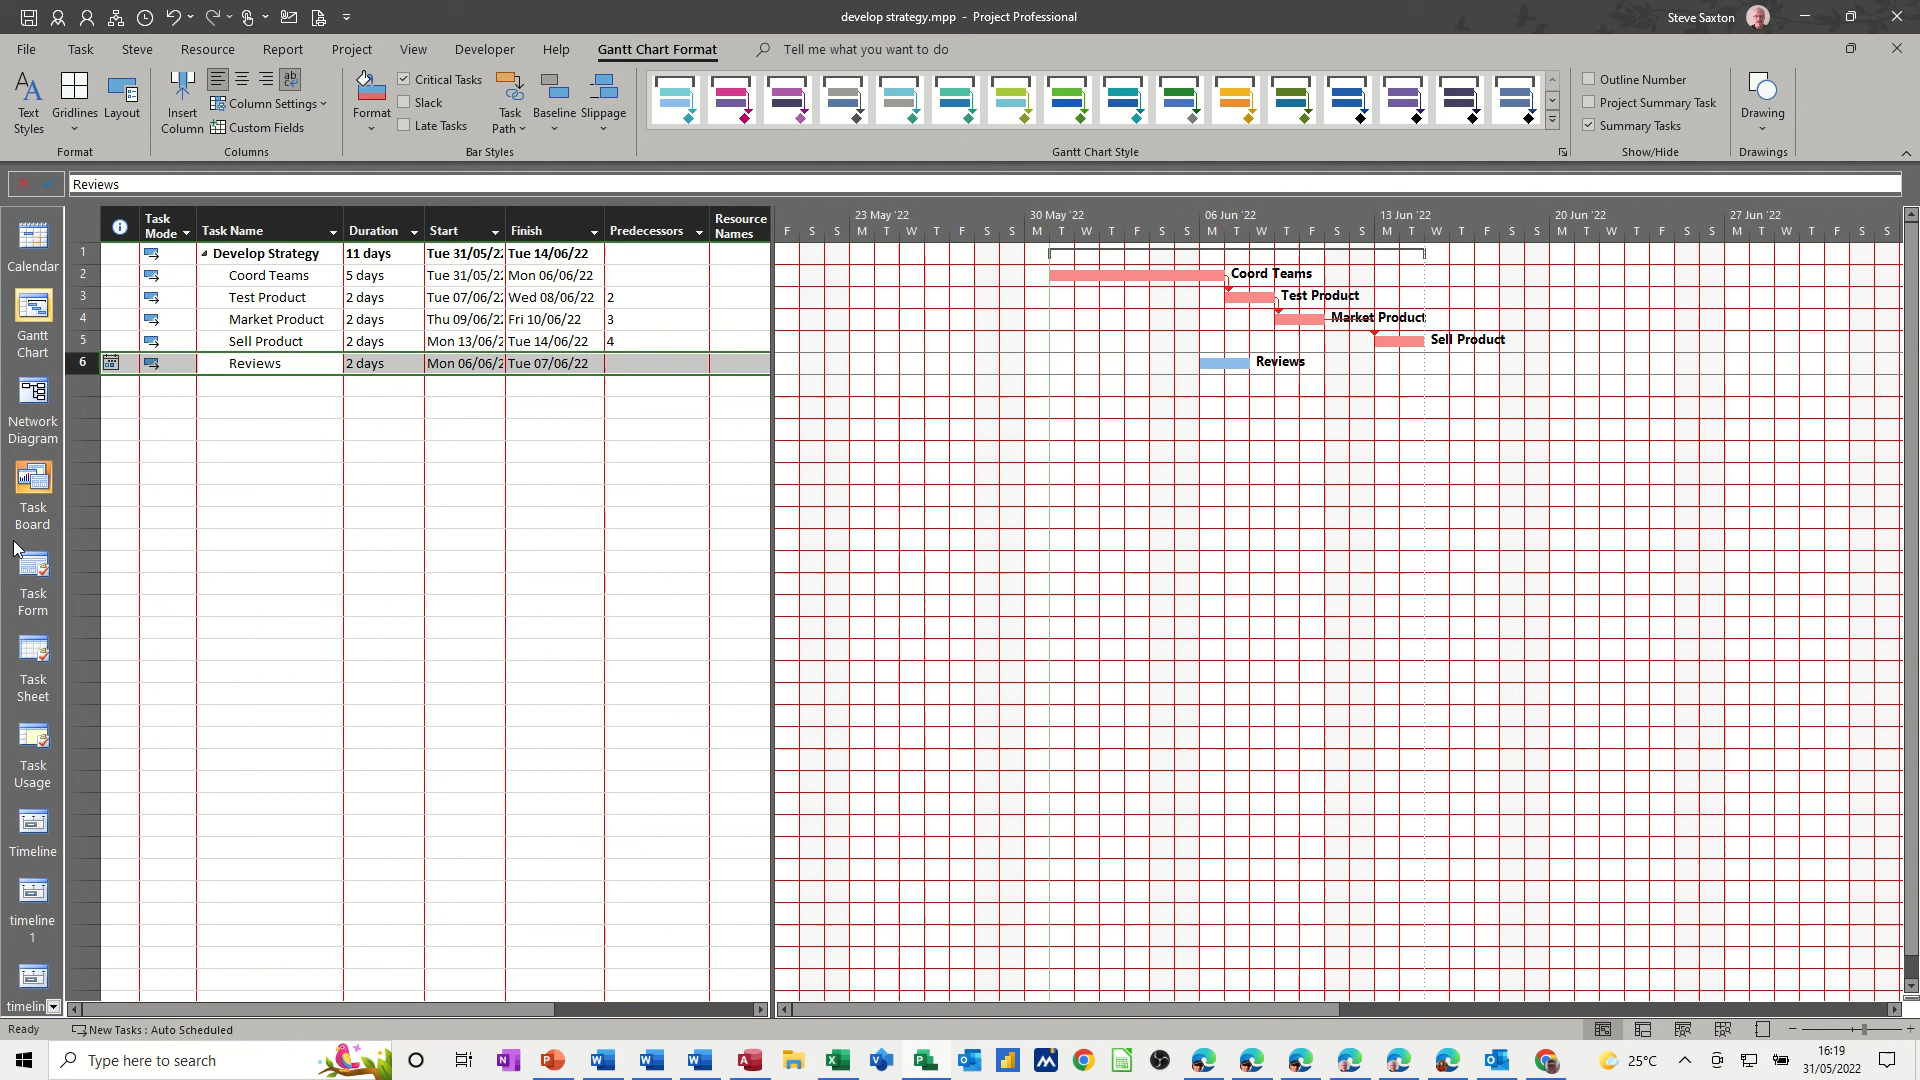 develop strategy.mpp - Project Professional
Steve Saxton
File Task Steve Resource Report Project View Developer Help Gantt Chart Format Tell me what you want to do
Text Styles
Gridlines
Layout
Format
Insert Column
Column Settings
Custom Fields
Columns
Format
Critical Tasks
Slack
Late Tasks
Task Path
Baseline
Slippage
Bar Styles
Gantt Chart Style
Outline Number
Project Summary Task
Summary Tasks
Show/Hide
Drawing
Drawings
Reviews
Calendar
Gantt Chart
Network Diagram
Task Board
Task Form
Task Sheet
Task Usage
Timeline
timeline 1
timelin
Task Mode Task Name Duration Start Finish Predecessors Resource Names
1 Develop Strategy 11 days Tue 31/05/2 Tue 14/06/22
2 Coord Teams 5 days Tue 31/05/2 Mon 06/06/22
3 Test Product 2 days Tue 07/06/2 Wed 08/06/22 2
4 Market Product 2 days Thu 09/06/2 Fri 10/06/22 3
5 Sell Product 2 days Mon 13/06/2 Tue 14/06/22 4
6 Reviews 2 days Mon 06/06/2 Tue 07/06/22
23 May '22 30 May '22 06 Jun '22 13 Jun '22 20 Jun '22 27 Jun '22
F S S M T W T F S S M T W T F S S M T W T F S S M T W T F S S M T W T F S S M T W T F S S
Coord Teams
Test Product
Market Product
Sell Product
Reviews
Ready New Tasks : Auto Scheduled
Type here to search
25°C
16:19
31/05/2022